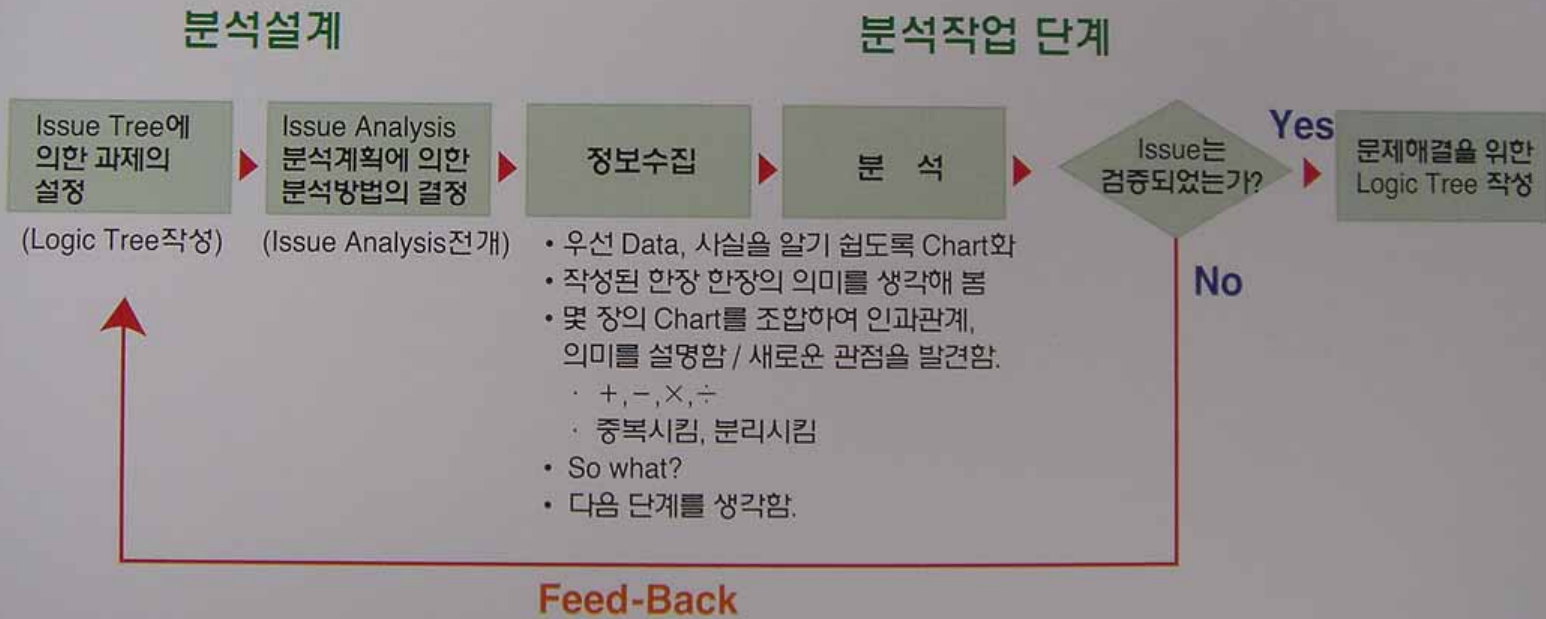 분석설계
분석작업 단계
Issue Tree에
의한 과제의
설정
(Logic Tree작성)
Issue Analysis
분석계획에 의한
분석방법의 결정
(Issue Analysis전개)
정보수집
분 석
• 우선 Data, 사실을 알기 쉽도록 Chart화
• 작성된 한장 한장의 의미를 생각해 봄
• 몇 장의 Chart를 조합하여 인과관계,
의미를 설명함 / 새로운 관점을 발견함.
· +,−,×,÷
· 중복시킴, 분리시킴
• So what?
• 다음 단계를 생각함.
Issue는
검증되었는가?
Yes
No
문제해결을 위한
Logic Tree 작성
Feed-Back